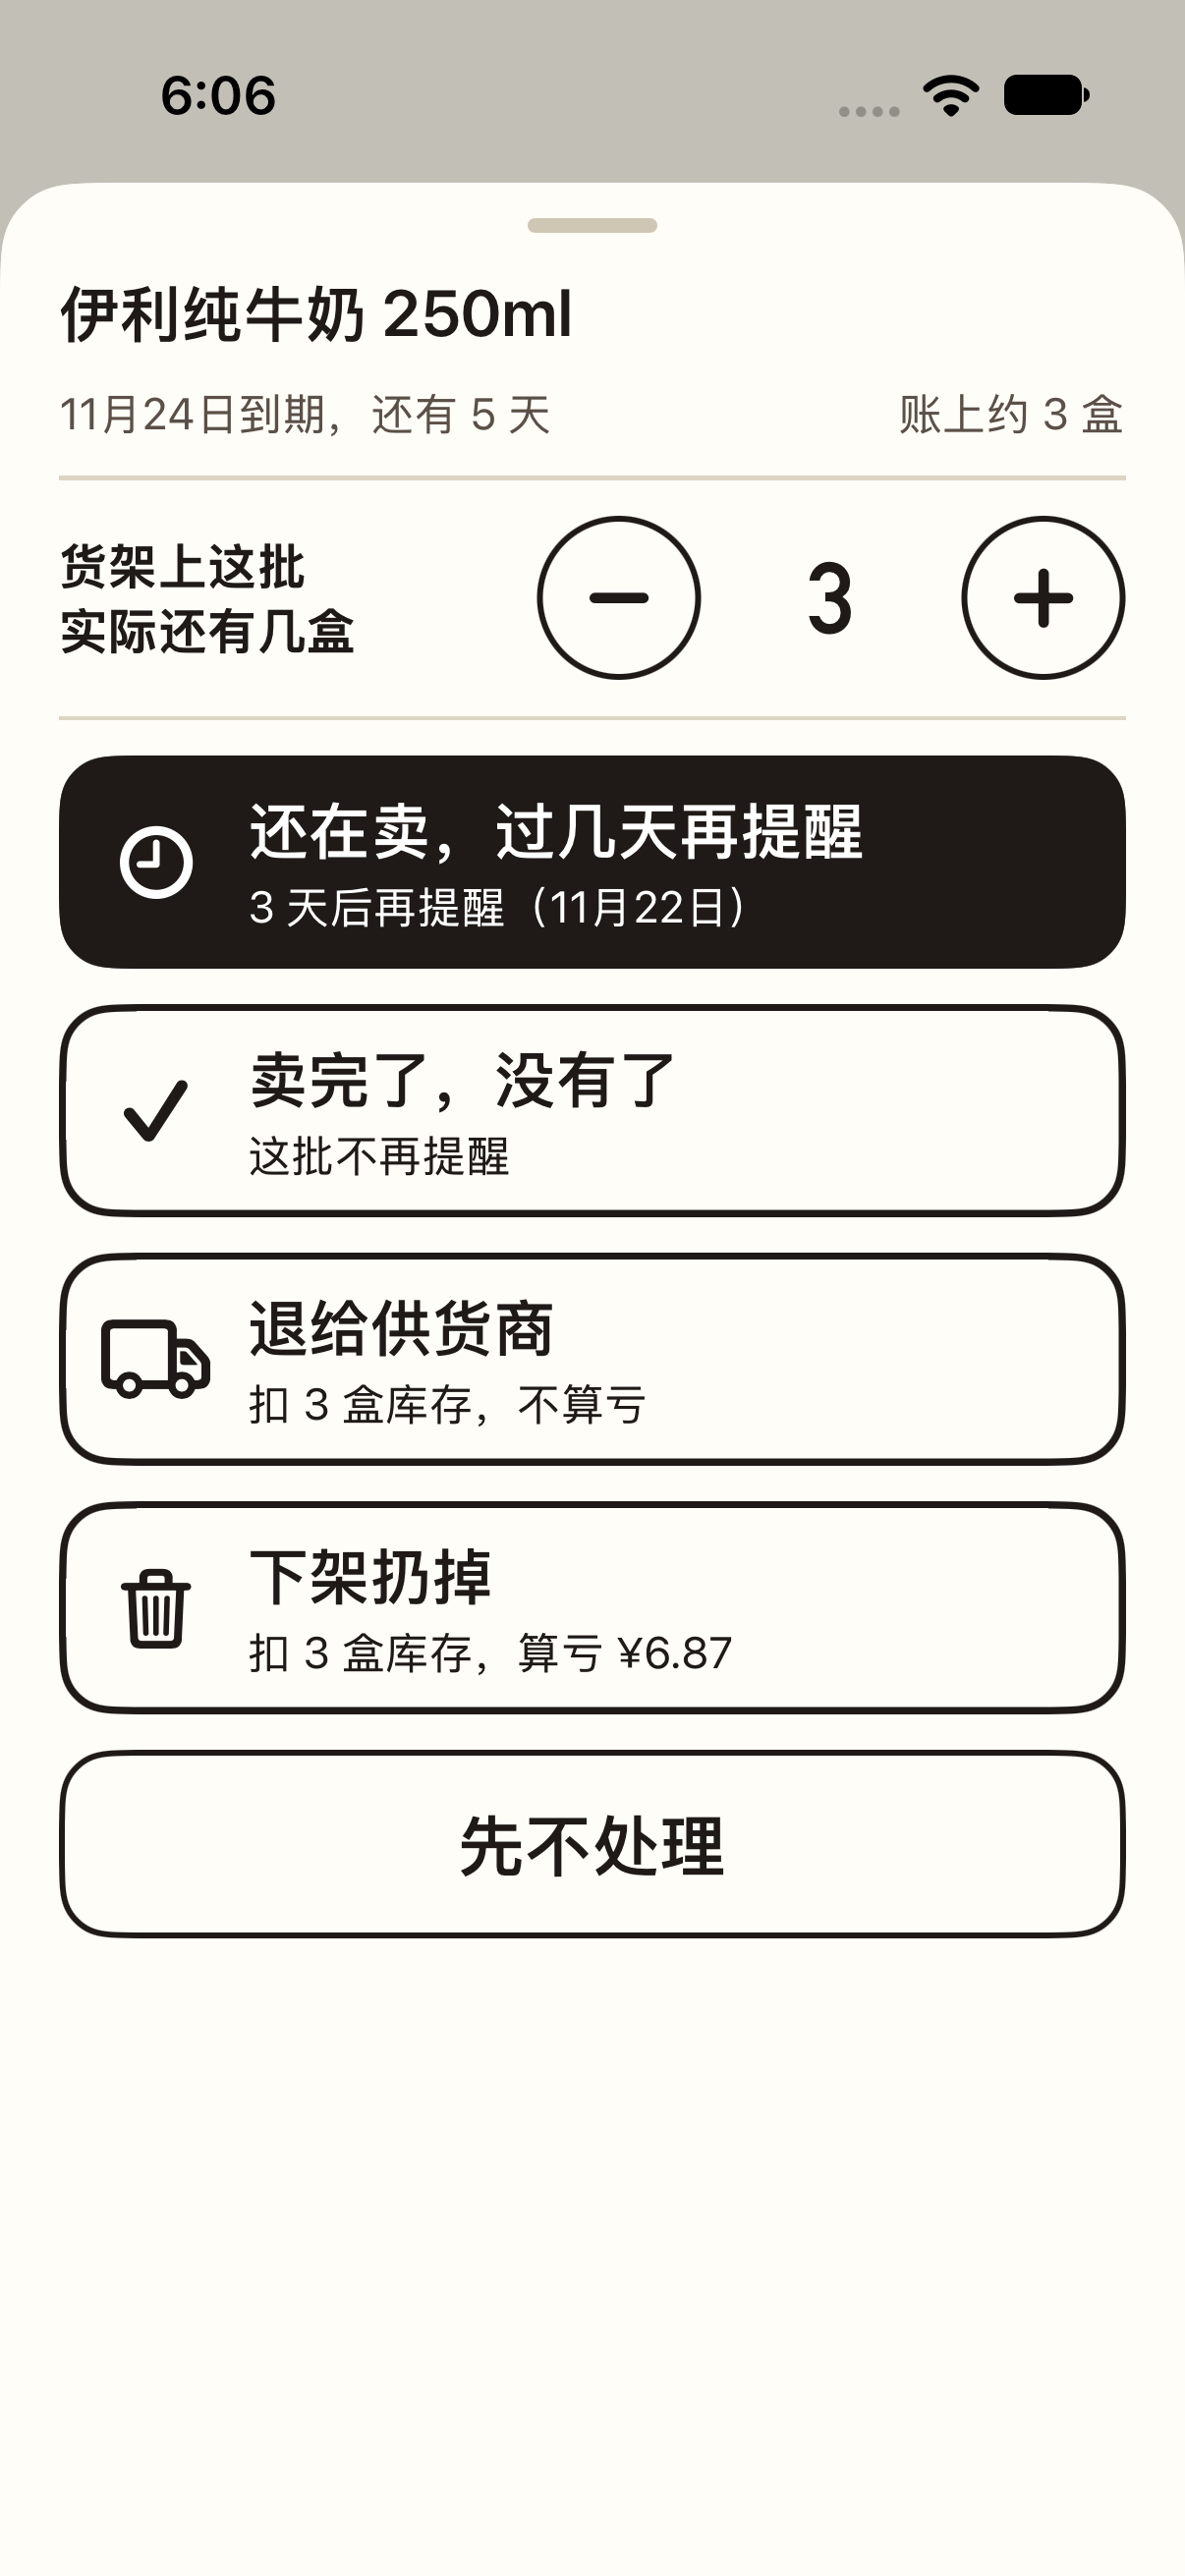 6:06
伊利纯牛奶 250ml
11月24日到期，还有 5 天
账上约 3 盒
货架上这批
实际还有几盒
3
还在卖，过几天再提醒
3 天后再提醒（11月22日）
卖完了，没有了
这批不再提醒
退给供货商
扣 3 盒库存，不算亏
下架扔掉
扣 3 盒库存，算亏 ¥6.87
先不处理